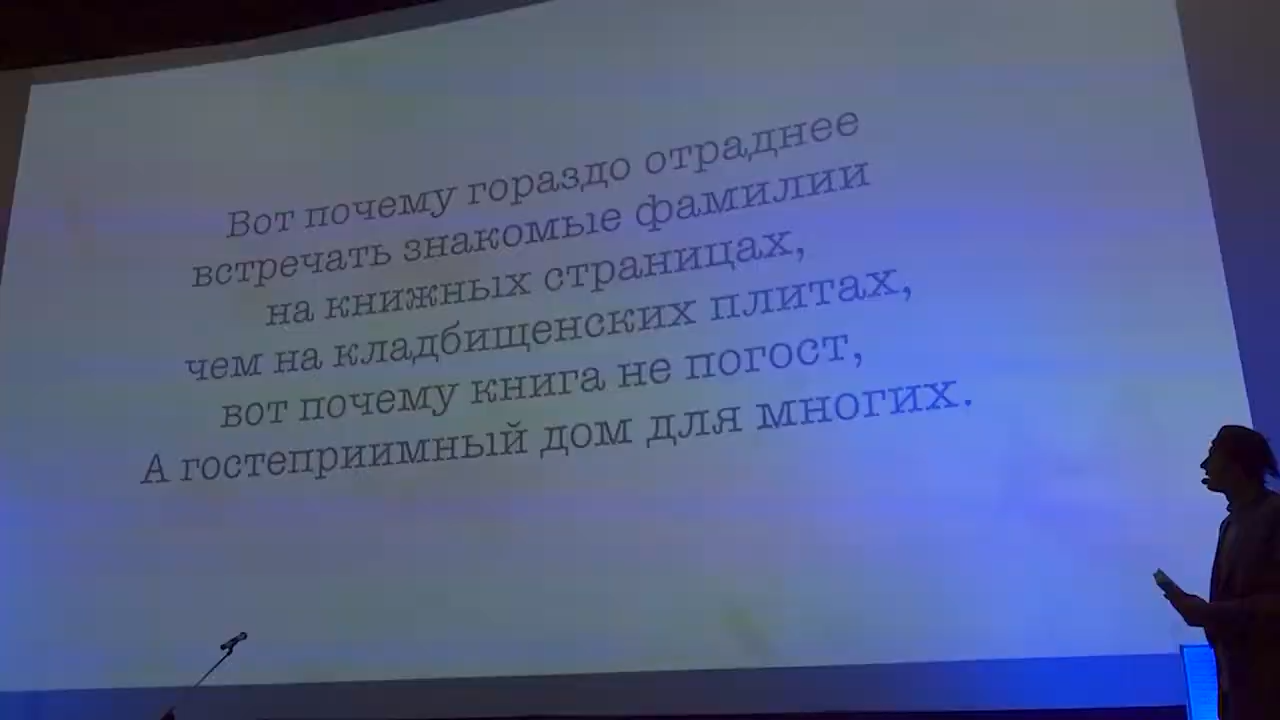 Вот почему гораздо отраднее
встречать знакомые фамилии
на книжных страницах,
чем на кладбищенских плитах,
вот почему книга не погост,
А гостеприимный дом для многих.